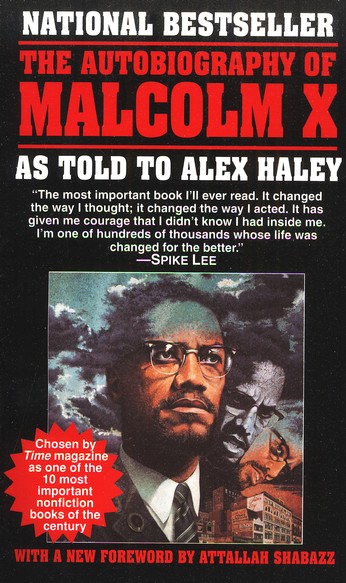 NATIONAL BESTSELLER
THE AUTOBIOGRAPHY OF
MALCOLM X
AS TOLD TO ALEX HALEY
“The most important book I’ll ever read. It changed
the way I thought; it changed the way I acted. It has
given me courage that I didn’t know I had inside me.
I’m one of hundreds of thousands whose life was
changed for the better.”
—SPIKE LEE
Chosen by
Time magazine
as one of the
10 most
important
nonfiction
books of the
century
WITH A NEW FOREWORD BY ATTALLAH SHABAZZ